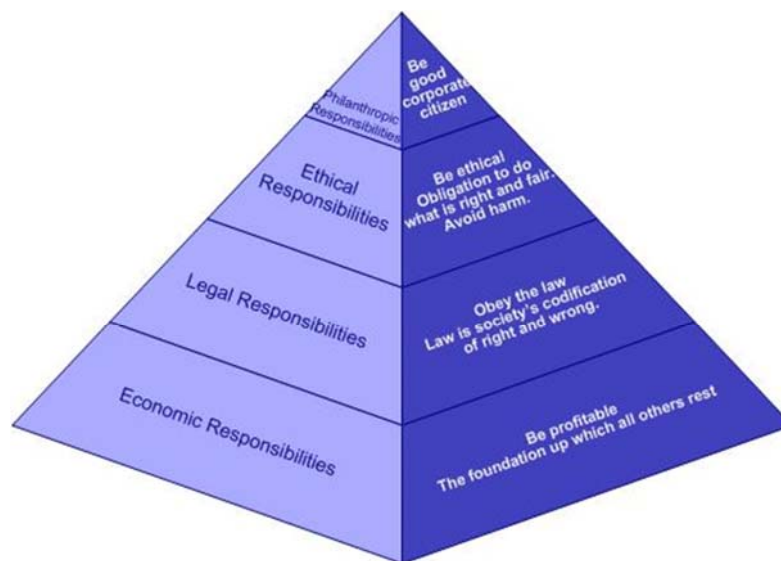 Philanthropic
Responsibilities
Be
good
corporate
citizen
Ethical
Responsibilities
Be ethical
Obligation to do
what is right and fair.
Avoid harm.
Legal Responsibilities
Obey the law
Law is society's codification
of right and wrong.
Economic Responsibilities
Be profitable
The foundation up which all others rest